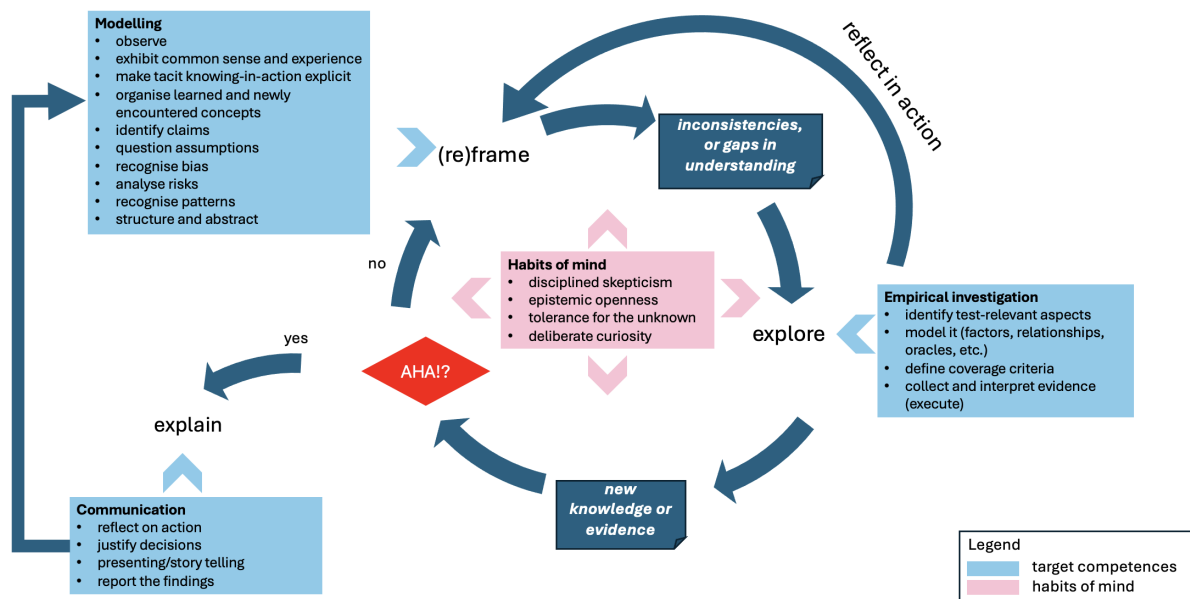 Modelling
• observe
• exhibit common sense and experience
• make tacit knowing-in-action explicit
• organise learned and newly
encountered concepts
• identify claims
• question assumptions
• recognise bias
• analyse risks
• recognise patterns
• structure and abstract
(re)frame
inconsistencies,
or gaps in
understanding
reflect in action
no
Habits of mind
• disciplined skepticism
• epistemic openness
• tolerance for the unknown
• deliberate curiosity
explore
Empirical investigation
• identify test-relevant aspects
• model it (factors, relationships,
oracles, etc.)
• define coverage criteria
• collect and interpret evidence
(execute)
yes
AHA!?
explain
new
knowledge or
evidence
Communication
• reflect on action
• justify decisions
• presenting/story telling
• report the findings
Legend
target competences
habits of mind